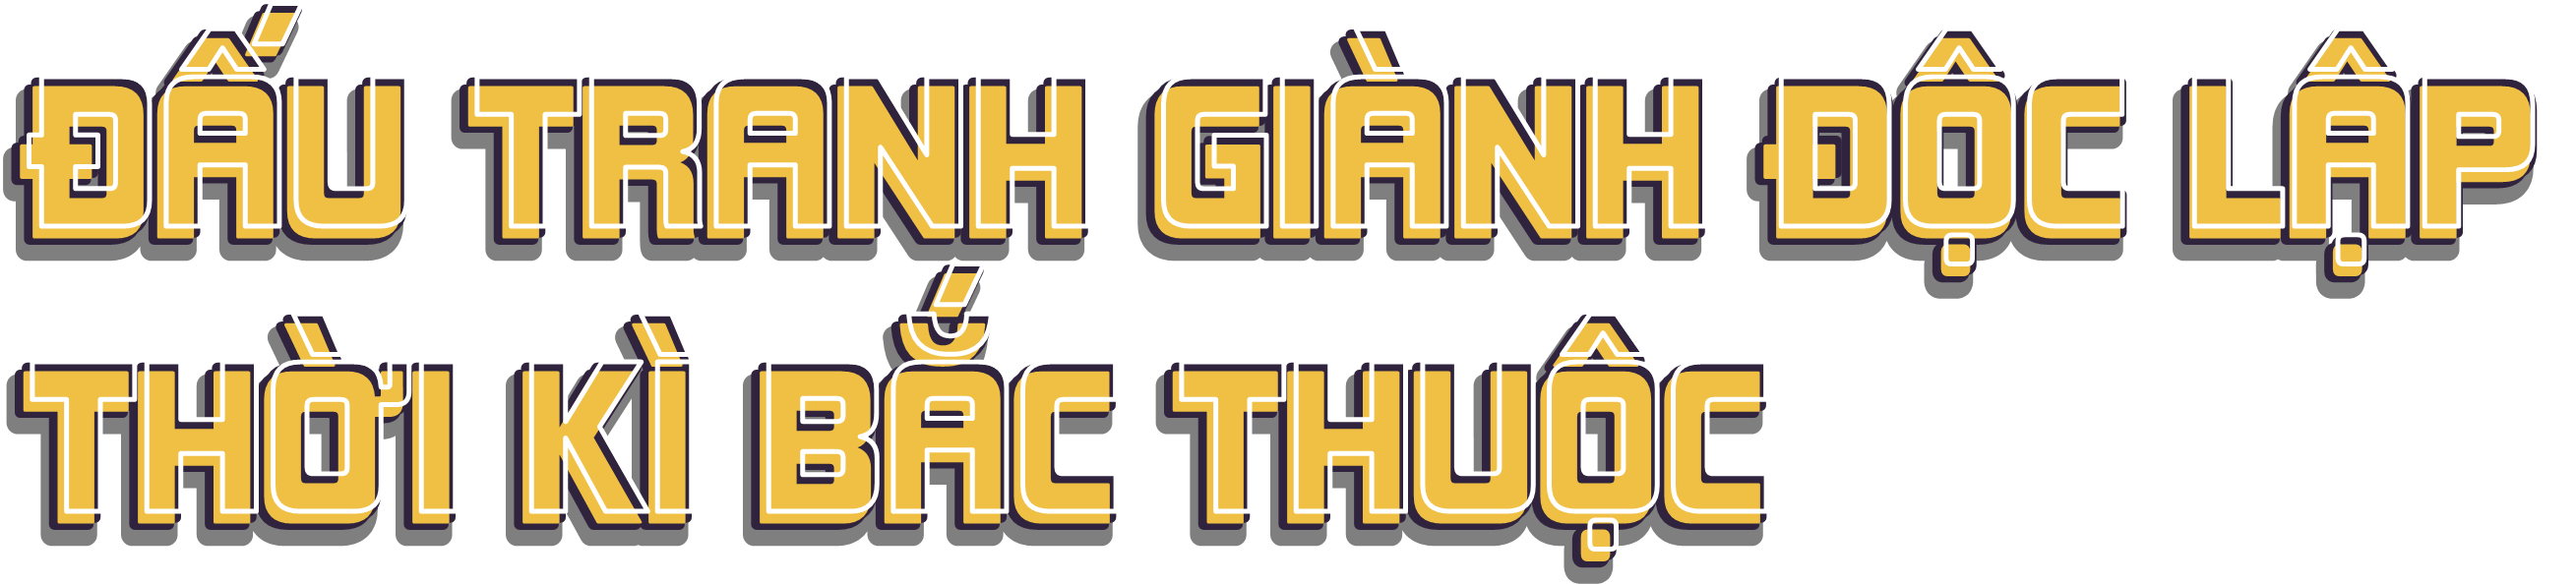 ĐẤU TRANH GIÀNH ĐỘC LẬP
THỜI KÌ BẮC THUỘC